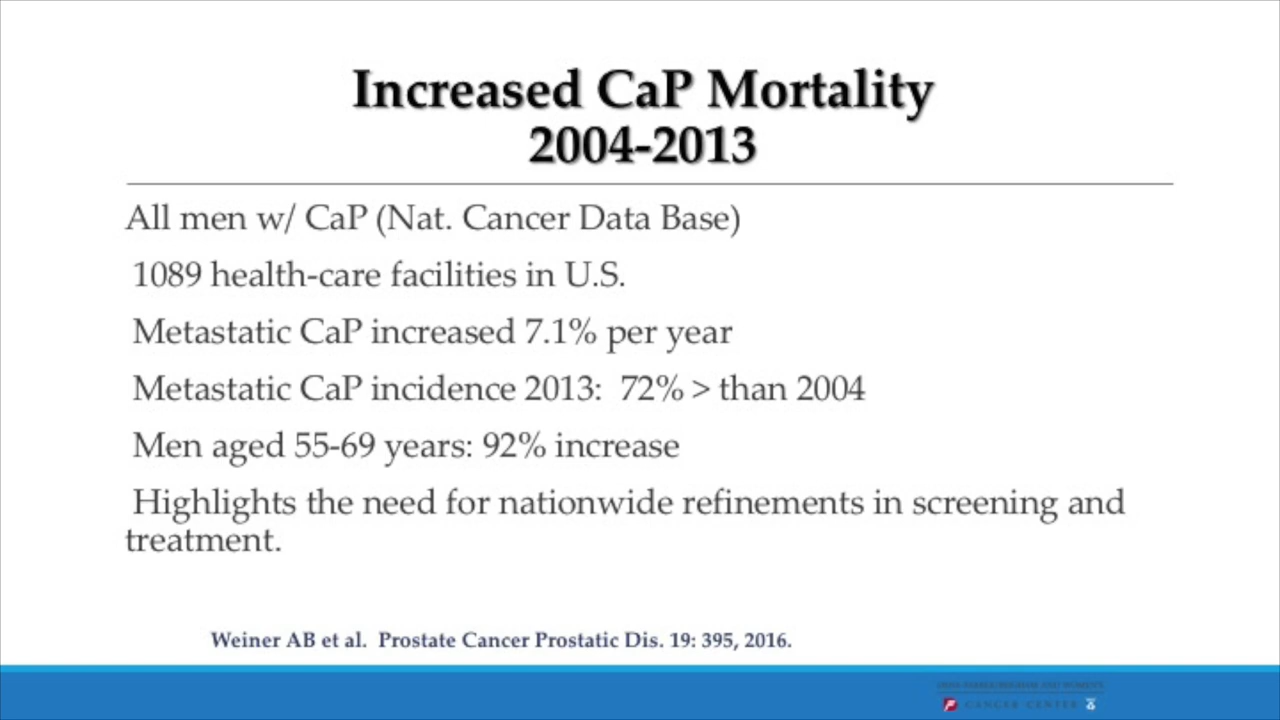 Increased CaP Mortality
2004-2013
All men w/ CaP (Nat. Cancer Data Base)
1089 health-care facilities in U.S.
Metastatic CaP increased 7.1% per year
Metastatic CaP incidence 2013:  72% > than 2004
Men aged 55-69 years: 92% increase
Highlights the need for nationwide refinements in screening and
treatment.
Weiner AB et al.  Prostate Cancer Prostatic Dis. 19: 395, 2016.
CANCER CENTER